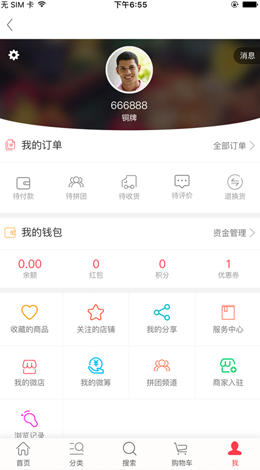 无 SIM 卡 下午6:55
消息
666888
铜牌
我的订单 全部订单
待付款 待拼团 待收货 待评价 退换货
我的钱包 资金管理
0.00 0 0 1
余额 红包 积分 优惠券
收藏的商品 关注的店铺 我的分享 服务中心
我的微店 我的微筹 拼团频道 商家入驻
浏览记录
首页 分类 搜索 购物车 我